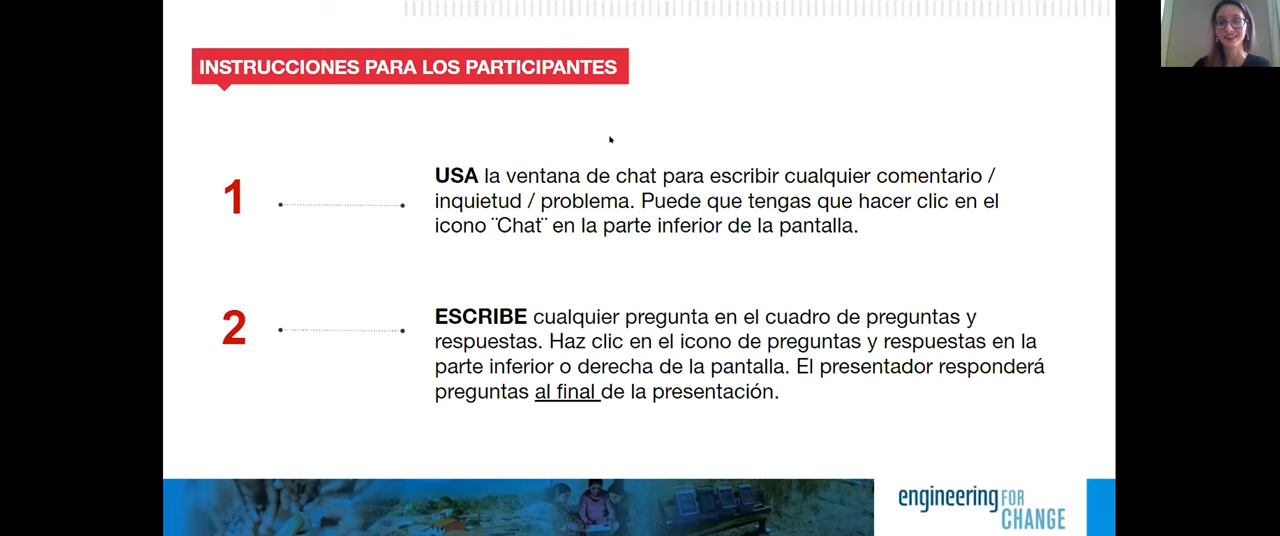 INSTRUCCIONES PARA LOS PARTICIPANTES
1
USA la ventana de chat para escribir cualquier comentario /
inquietud / problema. Puede que tengas que hacer clic en el
icono ¨Chat¨ en la parte inferior de la pantalla.
2
ESCRIBE cualquier pregunta en el cuadro de preguntas y
respuestas. Haz clic en el icono de preguntas y respuestas en la
parte inferior o derecha de la pantalla. El presentador responderá
preguntas al final de la presentación.
engineering FOR
CHANGE